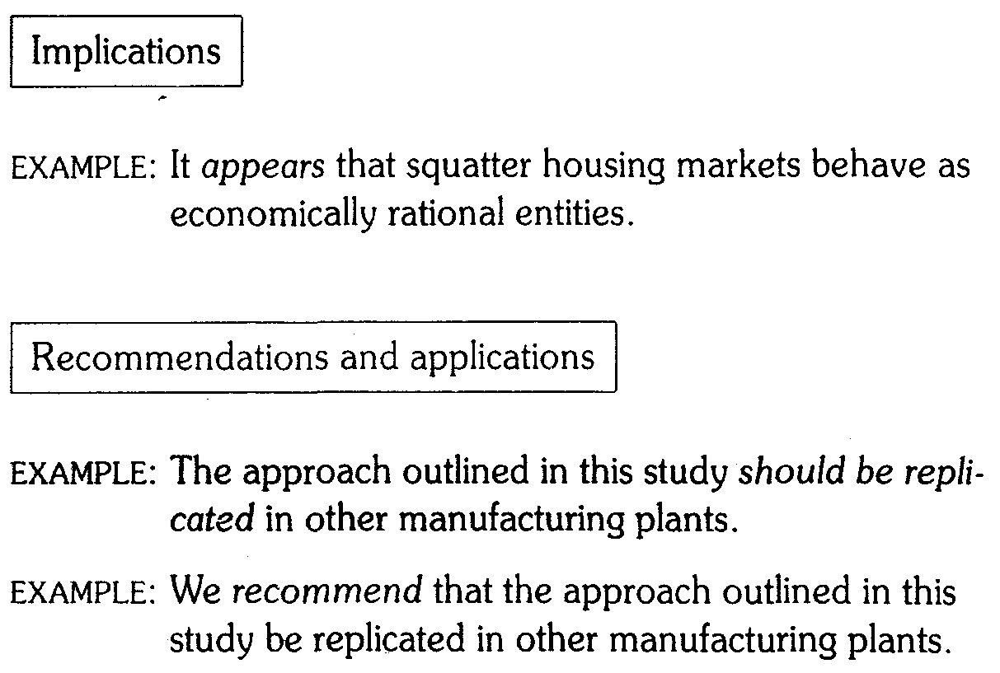 Implications
EXAMPLE: It appears that squatter housing markets behave as
economically rational entities.
Recommendations and applications
EXAMPLE: The approach outlined in this study should be repli-
cated in other manufacturing plants.
EXAMPLE: We recommend that the approach outlined in this
study be replicated in other manufacturing plants.